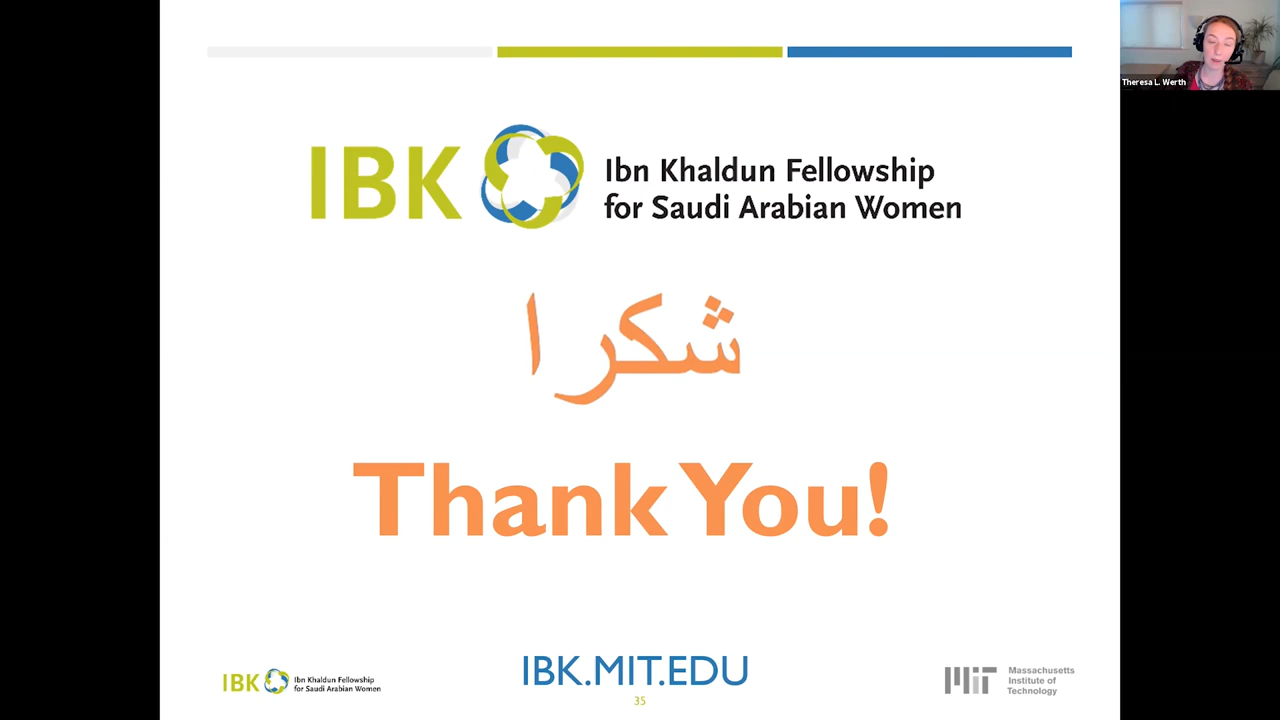 Theresa L. Werth
IBK
Ibn Khaldun Fellowship
for Saudi Arabian Women
شكرا
Thank You!
IBK
Ibn Khaldun Fellowship
for Saudi Arabian Women
IBK.MIT.EDU
35
MIT
Massachusetts
Institute of
Technology